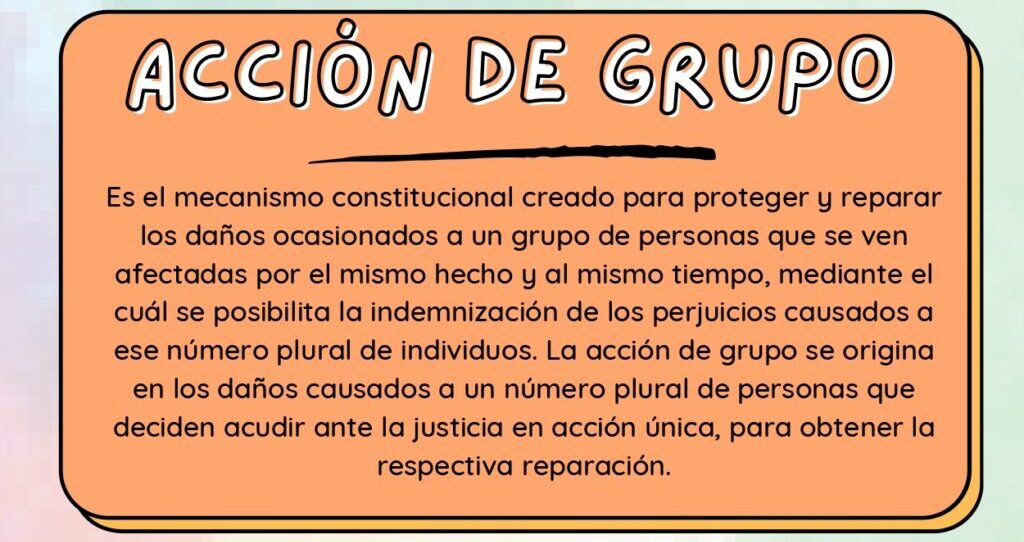 ACCIÓN DE GRUPO
Es el mecanismo constitucional creado para proteger y reparar
los daños ocasionados a un grupo de personas que se ven
afectadas por el mismo hecho y al mismo tiempo, mediante el
cuál se posibilita la indemnización de los perjuicios causados a
ese número plural de individuos. La acción de grupo se origina
en los daños causados a un número plural de personas que
deciden acudir ante la justicia en acción única, para obtener la
respectiva reparación.